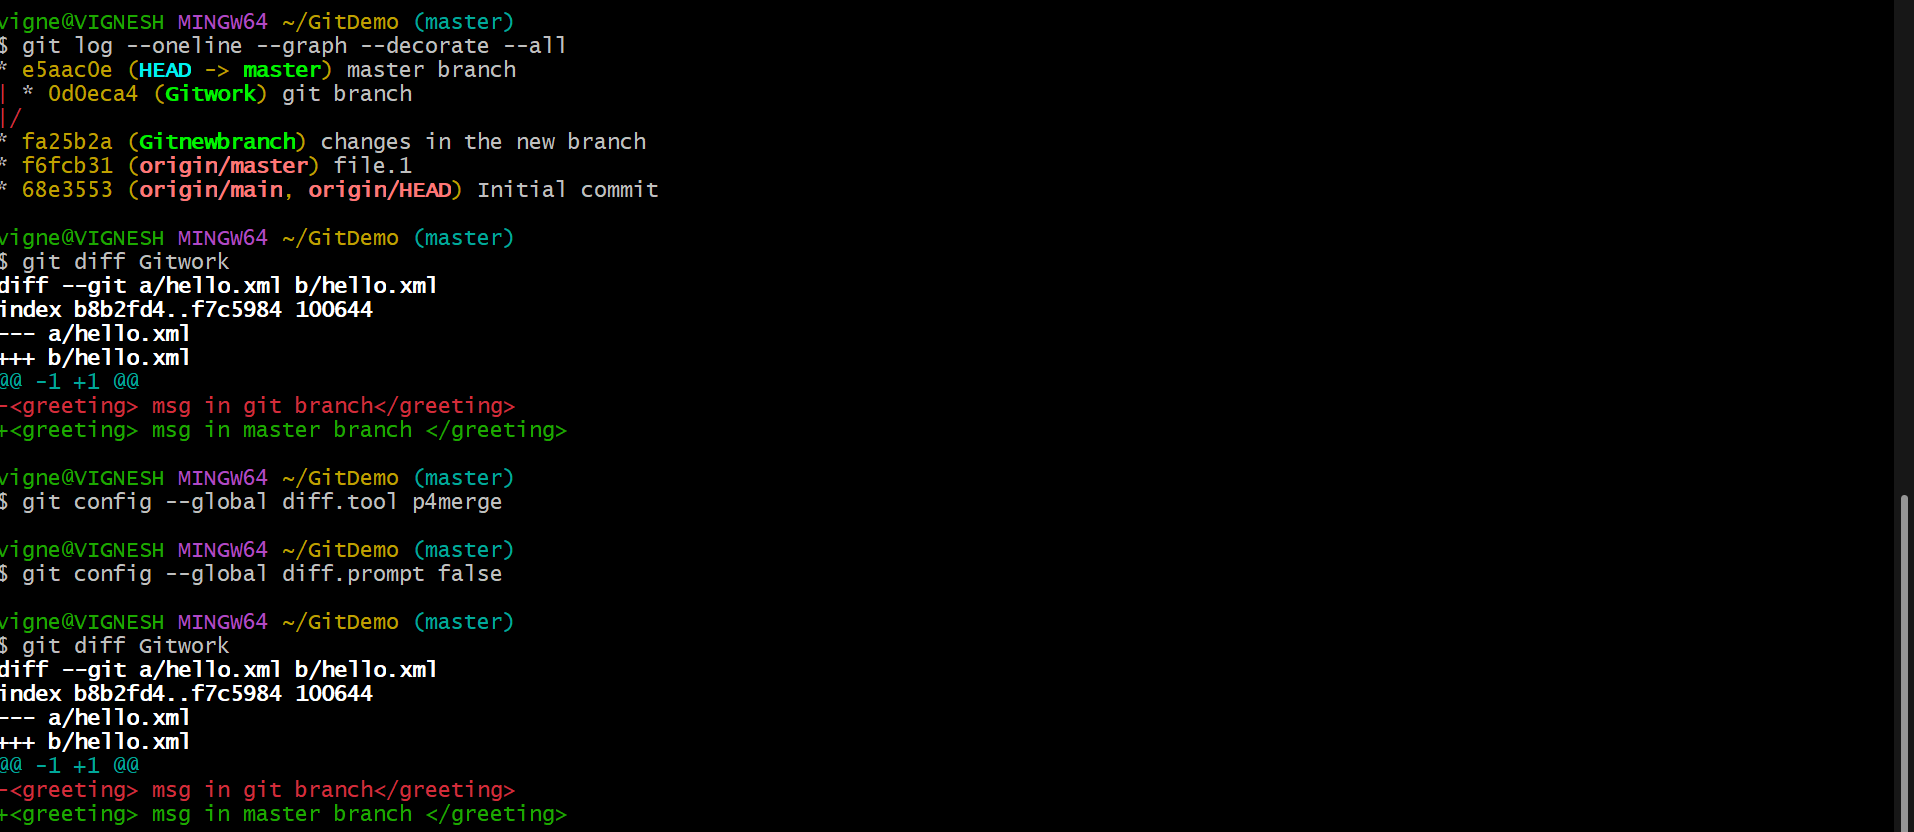 vigne@VIGNESH MINGW64 ~/GitDemo (master)
$ git log --oneline --graph --decorate --all
* e5aac0e (HEAD -> master) master branch
| * 0d0eca4 (Gitwork) git branch
|/
* fa25b2a (Gitnewbranch) changes in the new branch
* f6fcb31 (origin/master) file.1
* 68e3553 (origin/main, origin/HEAD) Initial commit
vigne@VIGNESH MINGW64 ~/GitDemo (master)
$ git diff Gitwork
diff --git a/hello.xml b/hello.xml
index b8b2fd4..f7c5984 100644
--- a/hello.xml
+++ b/hello.xml
@@ -1 +1 @@
-<greeting> msg in git branch</greeting>
+<greeting> msg in master branch </greeting>
vigne@VIGNESH MINGW64 ~/GitDemo (master)
$ git config --global diff.tool p4merge
vigne@VIGNESH MINGW64 ~/GitDemo (master)
$ git config --global diff.prompt false
vigne@VIGNESH MINGW64 ~/GitDemo (master)
$ git diff Gitwork
diff --git a/hello.xml b/hello.xml
index b8b2fd4..f7c5984 100644
--- a/hello.xml
+++ b/hello.xml
@@ -1 +1 @@
-<greeting> msg in git branch</greeting>
+<greeting> msg in master branch </greeting>